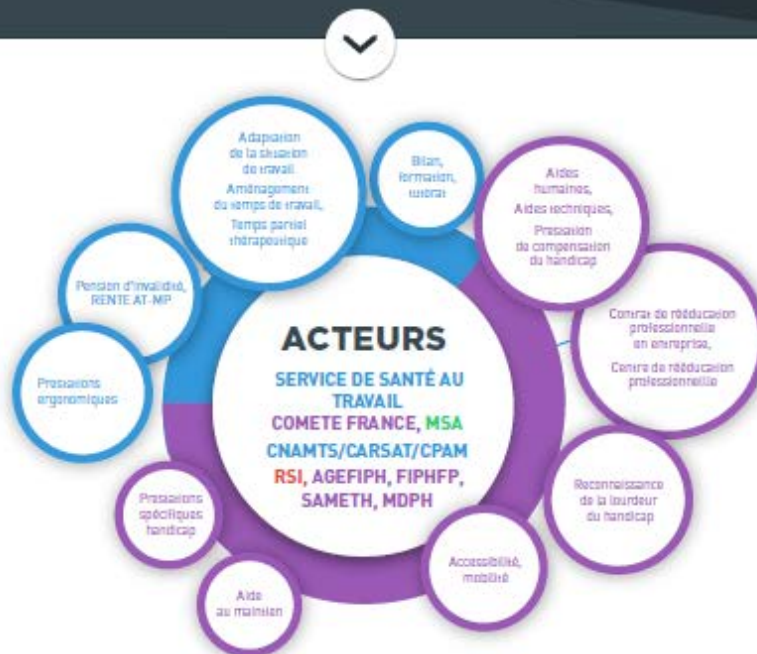 Adaptation
de la situation
de travail
Aménagement
du temps de travail,
Temps partiel
thérapeutique
Bilan,
formation,
tutorat
Aides
humaines,
Aides techniques,
Prestation
de compensation
du handicap
Pension d'invalidité,
RENTE AT-MP
Contrat de rééducation
professionnelle
en entreprise,
Centre de rééducation
professionnelle
Prestations
ergonomiques
ACTEURS
SERVICE DE SANTÉ AU
TRAVAIL
COMETE FRANCE, MSA
CNAMTS/CARSAT/CPAM
RSI, AGEFIPH, FIPHFP,
SAMETH, MDPH
Reconnaissance
de la lourdeur
du handicap
Prestations
spécifiques
handicap
Accessibilité,
mobilité
Aide
au maintien